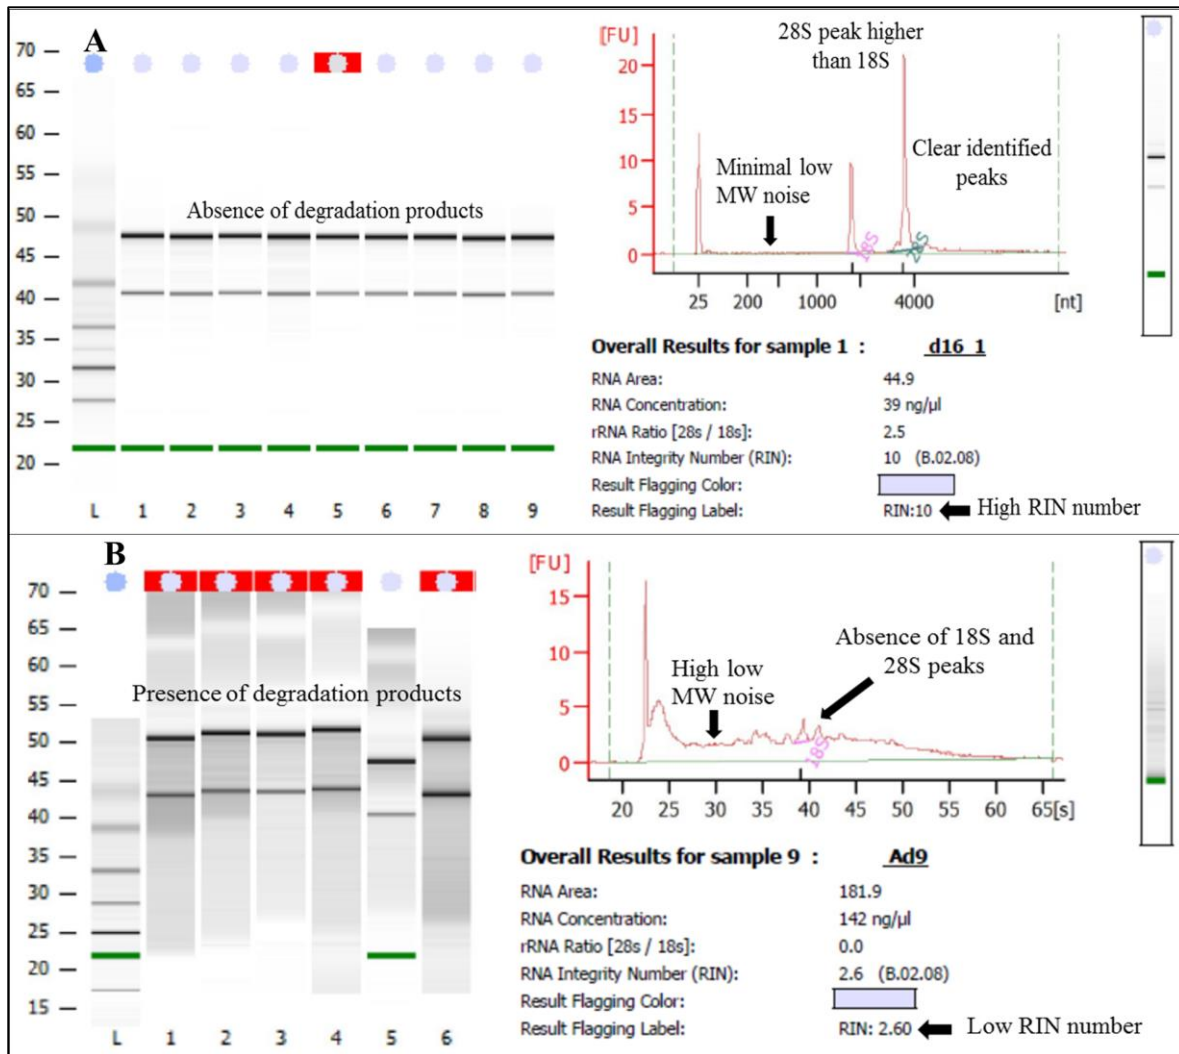 A
70
65
60
55
50
45
40
35
30
25
20
Absence of degradation products
L 1 2 3 4 5 6 7 8 9
[FU]
20
15
10
5
0
28S peak higher
than 18S
Minimal low
MW noise
Clear identified
peaks
18S
28S
25 200 1000 4000 [nt]
Overall Results for sample 1 : d16_1
RNA Area: 44.9
RNA Concentration: 39 ng/µl
rRNA Ratio [28s / 18s]: 2.5
RNA Integrity Number (RIN): 10 (B.02.08)
Result Flagging Color:
Result Flagging Label: RIN:10 High RIN number
B
70
65
60
55
50
45
40
35
30
25
20
15
Presence of degradation products
L 1 2 3 4 5 6
[FU]
15
10
5
0
High low
MW noise
Absence of 18S and
28S peaks
18S
20 25 30 35 40 45 50 55 60 65[s]
Overall Results for sample 9 : Ad9
RNA Area: 181.9
RNA Concentration: 142 ng/µl
rRNA Ratio [28s / 18s]: 0.0
RNA Integrity Number (RIN): 2.6 (B.02.08)
Result Flagging Color:
Result Flagging Label: RIN: 2.60 Low RIN number